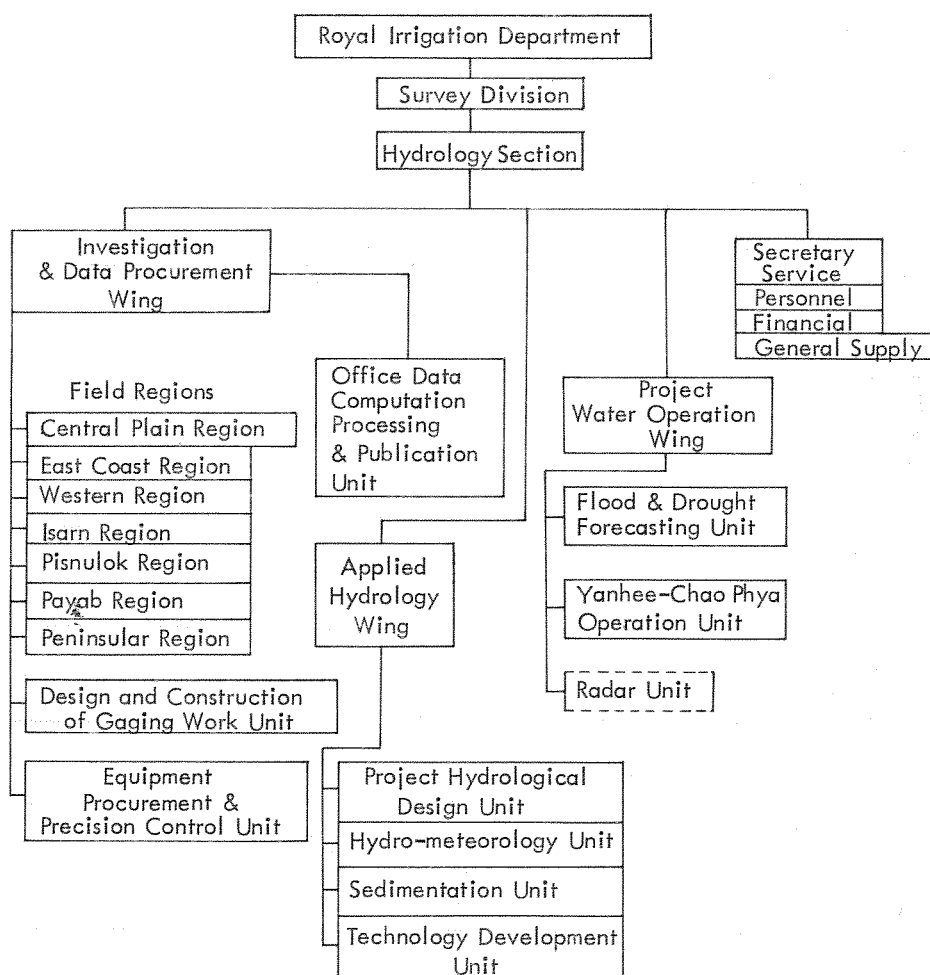 Royal Irrigation Department
Survey Division
Hydrology Section
Investigation
& Data Procurement
Wing
Field Regions
Central Plain Region
East Coast Region
Western Region
Isarn Region
Pisnulok Region
Payab Region
Peninsular Region
Design and Construction
of Gaging Work Unit
Equipment
Procurement &
Precision Control Unit
Office Data
Computation
Processing
& Publication
Unit
Applied
Hydrology
Wing
Project Hydrological
Design Unit
Hydro-meteorology Unit
Sedimentation Unit
Technology Development
Unit
Project
Water Operation
Wing
Flood & Drought
Forecasting Unit
Yanhee-Chao Phya
Operation Unit
Radar Unit
Secretary
Service
Personnel
Financial
General Supply